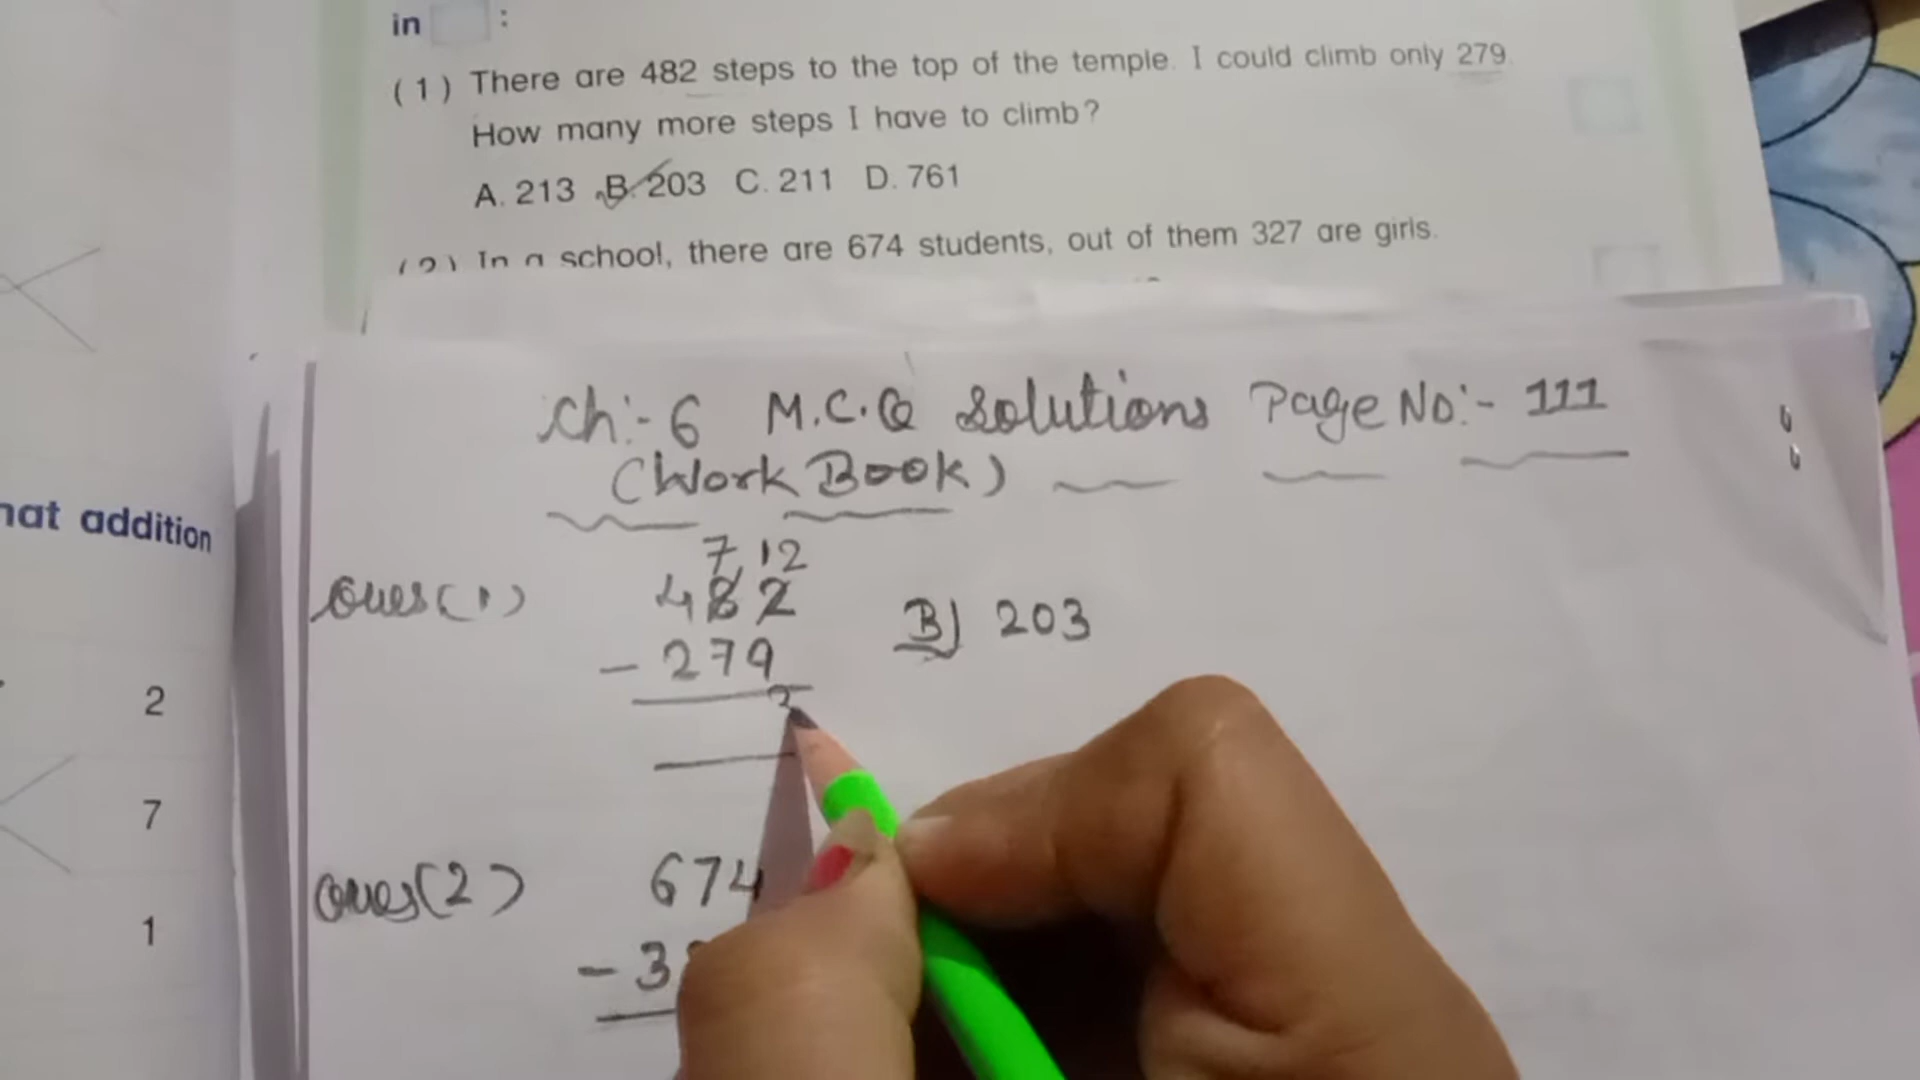 in :
(1) There are 482 steps to the top of the temple. I could climb only 279.
How many more steps I have to climb?
A. 213 B. 203 C. 211 D. 761
(2) In a school, there are 674 students, out of them 327 are girls.
hat addition
2
7
1
Ch:- 6 M.C.Q Solutions Page No:- 111
(Work Book)
7 12
Ques(1) 482 B) 203
- 279
3
Ques(2) 674
- 3